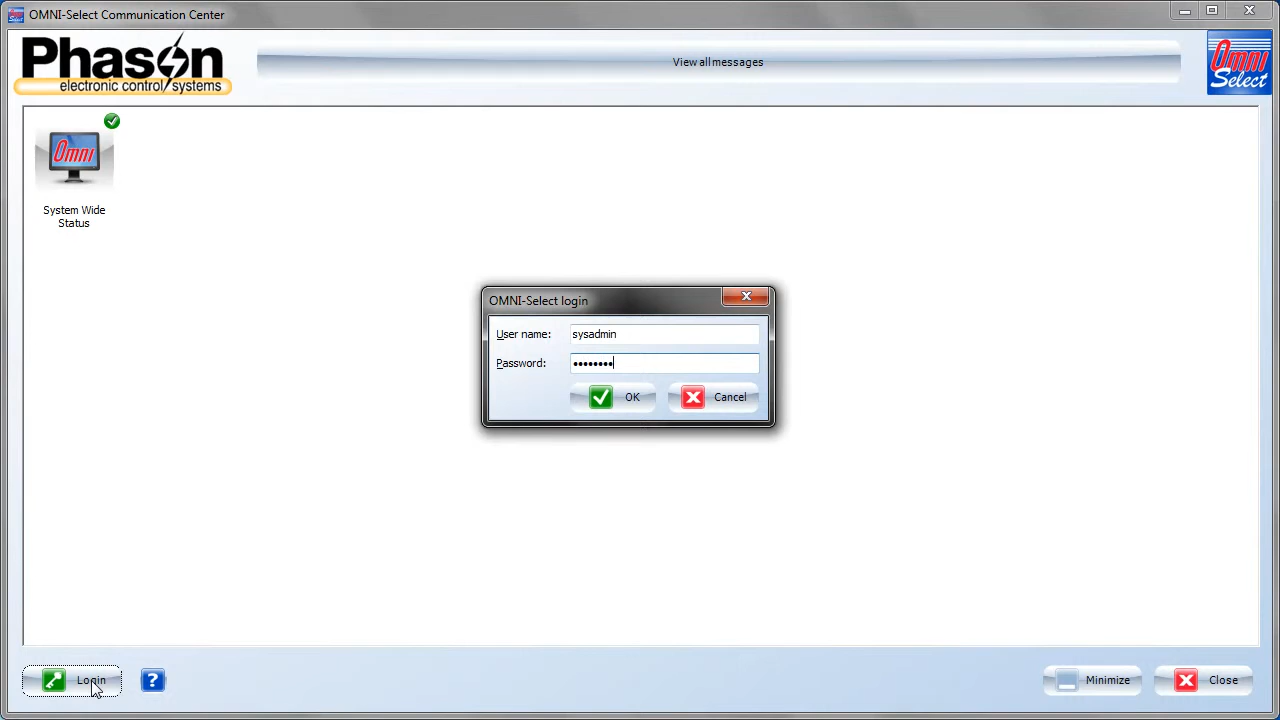 OMNI-Select Communication Center
Phason
electronic control systems
View all messages
Omni
Select
Omni
System Wide
Status
OMNI-Select login
User name: sysadmin
Password: ••••••••
OK Cancel
Login ? Minimize Close